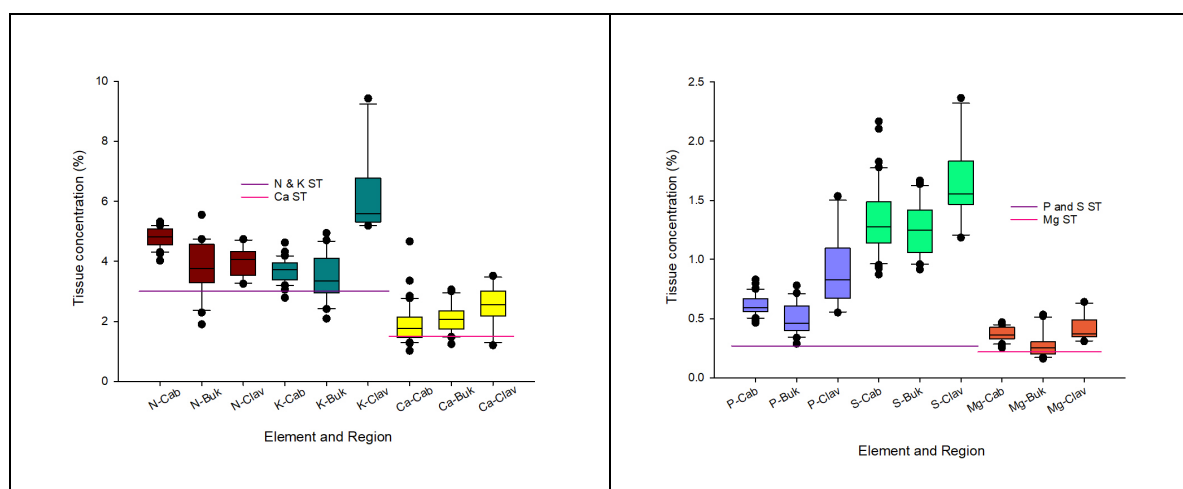 Tissue concentration (%)
10
8
6
4
2
0
N & K ST
Ca ST
N-Cab
N-Buk
N-Clav
K-Cab
K-Buk
K-Clav
Ca-Cab
Ca-Buk
Ca-Clav
Element and Region
Tissue concentration (%)
2.5
2.0
1.5
1.0
0.5
0.0
P and S ST
Mg ST
P-Cab
P-Buk
P-Clav
S-Cab
S-Buk
S-Clav
Mg-Cab
Mg-Buk
Mg-Clav
Element and Region